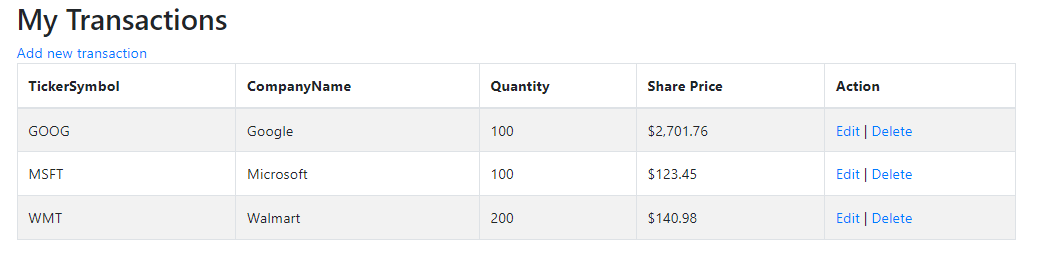 My Transactions
Add new transaction
TickerSymbol CompanyName Quantity Share Price Action
GOOG Google 100 $2,701.76 Edit | Delete
MSFT Microsoft 100 $123.45 Edit | Delete
WMT Walmart 200 $140.98 Edit | Delete